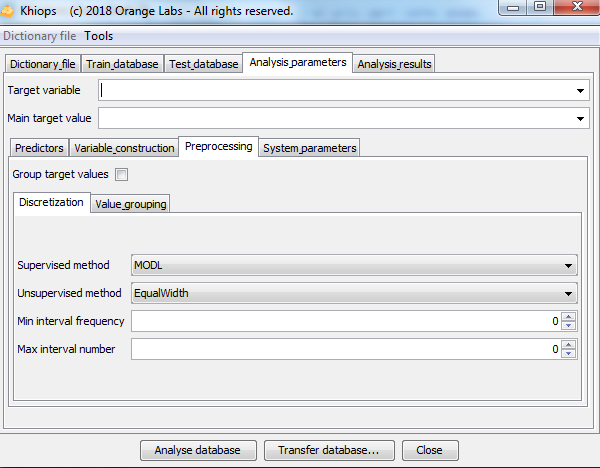 Khiops (c) 2018 Orange Labs - All rights reserved.
Dictionary file Tools
Dictionary_file Train_database Test_database Analysis_parameters Analysis_results
Target variable
Main target value
Predictors Variable_construction Preprocessing System_parameters
Group target values
Discretization Value_grouping
Supervised method MODL
Unsupervised method EqualWidth
Min interval frequency 0
Max interval number 0
Analyse database Transfer database... Close